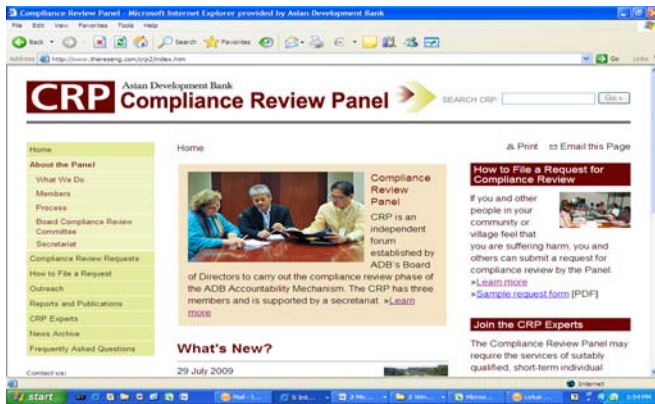 Compliance Review Panel - Microsoft Internet Explorer provided by Asian Development Bank
File Edit View Favorites Tools Help
Back Search Favorites
Address http://www.thereseng.com/crp2/index.htm Go Links
CRP Asian Development Bank
Compliance Review Panel
SEARCH CRP Go »
Home
About the Panel
What We Do
Members
Process
Board Compliance Review
Committee
Secretariat
Compliance Review Requests
How to File a Request
Outreach
Reports and Publications
CRP Experts
News Archive
Frequently Asked Questions
Contact us:
Home
Compliance
Review
Panel
CRP is an
independent
forum
established by
ADB's Board
of Directors to carry out the compliance review phase of
the ADB Accountability Mechanism. The CRP has three
members and is supported by a secretariat. »Learn
more
What's New?
29 July 2009
Print Email this Page
How to File a Request for
Compliance Review
If you and other
people in your
community or
village feel that
you are suffering harm, you and
others can submit a request for
compliance review by the Panel.
»Learn more
»Sample request form [PDF]
Join the CRP Experts
The Compliance Review Panel may
require the services of suitably
qualified, short-term individual
Internet
start